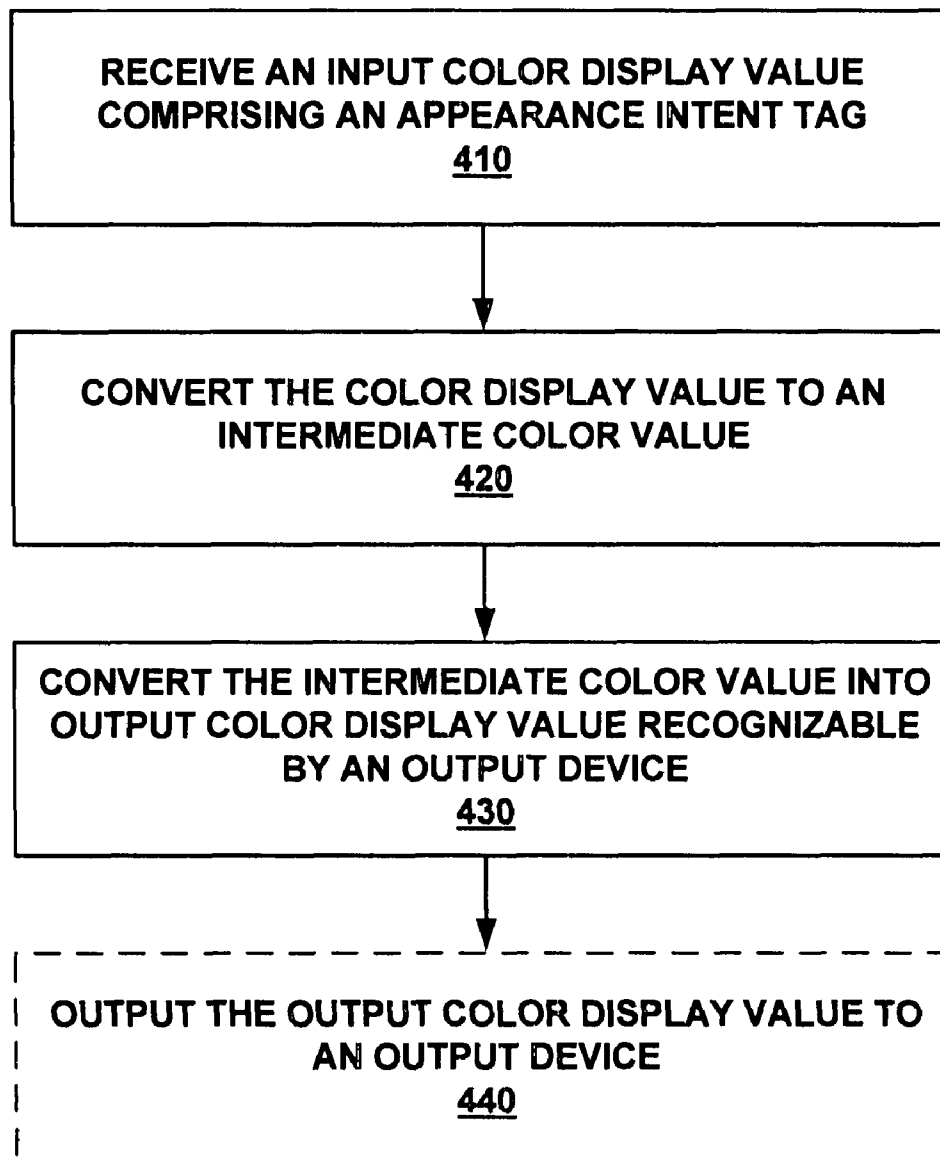 RECEIVE AN INPUT COLOR DISPLAY VALUE
COMPRISING AN APPEARANCE INTENT TAG
410
CONVERT THE COLOR DISPLAY VALUE TO AN
INTERMEDIATE COLOR VALUE
420
CONVERT THE INTERMEDIATE COLOR VALUE INTO
OUTPUT COLOR DISPLAY VALUE RECOGNIZABLE
BY AN OUTPUT DEVICE
430
OUTPUT THE OUTPUT COLOR DISPLAY VALUE TO
AN OUTPUT DEVICE
440